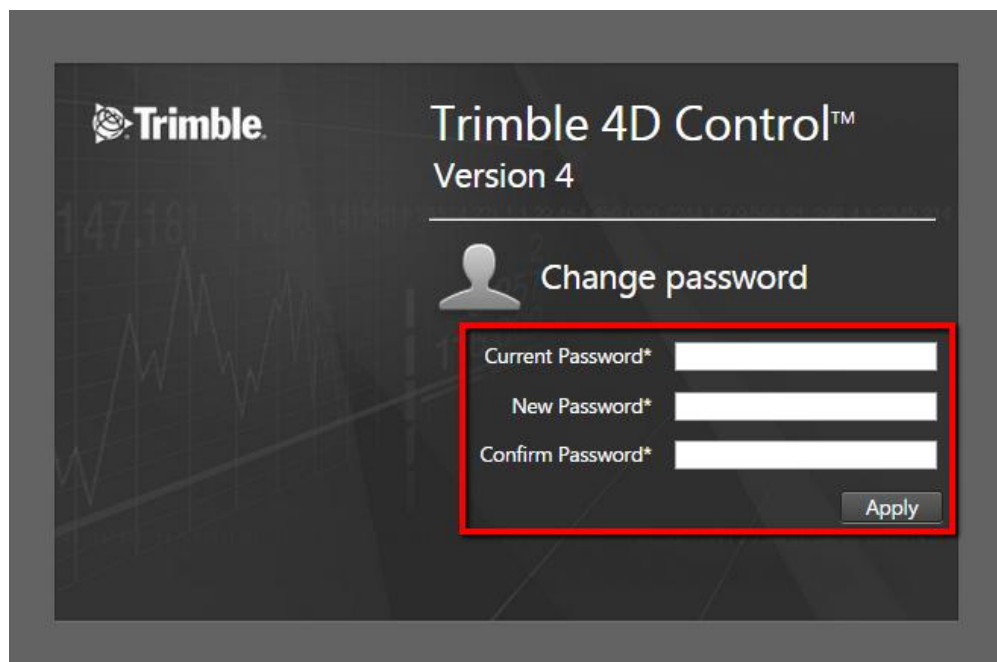 Trimble.
Trimble 4D Control™
Version 4
Change password
Current Password*
New Password*
Confirm Password*
Apply